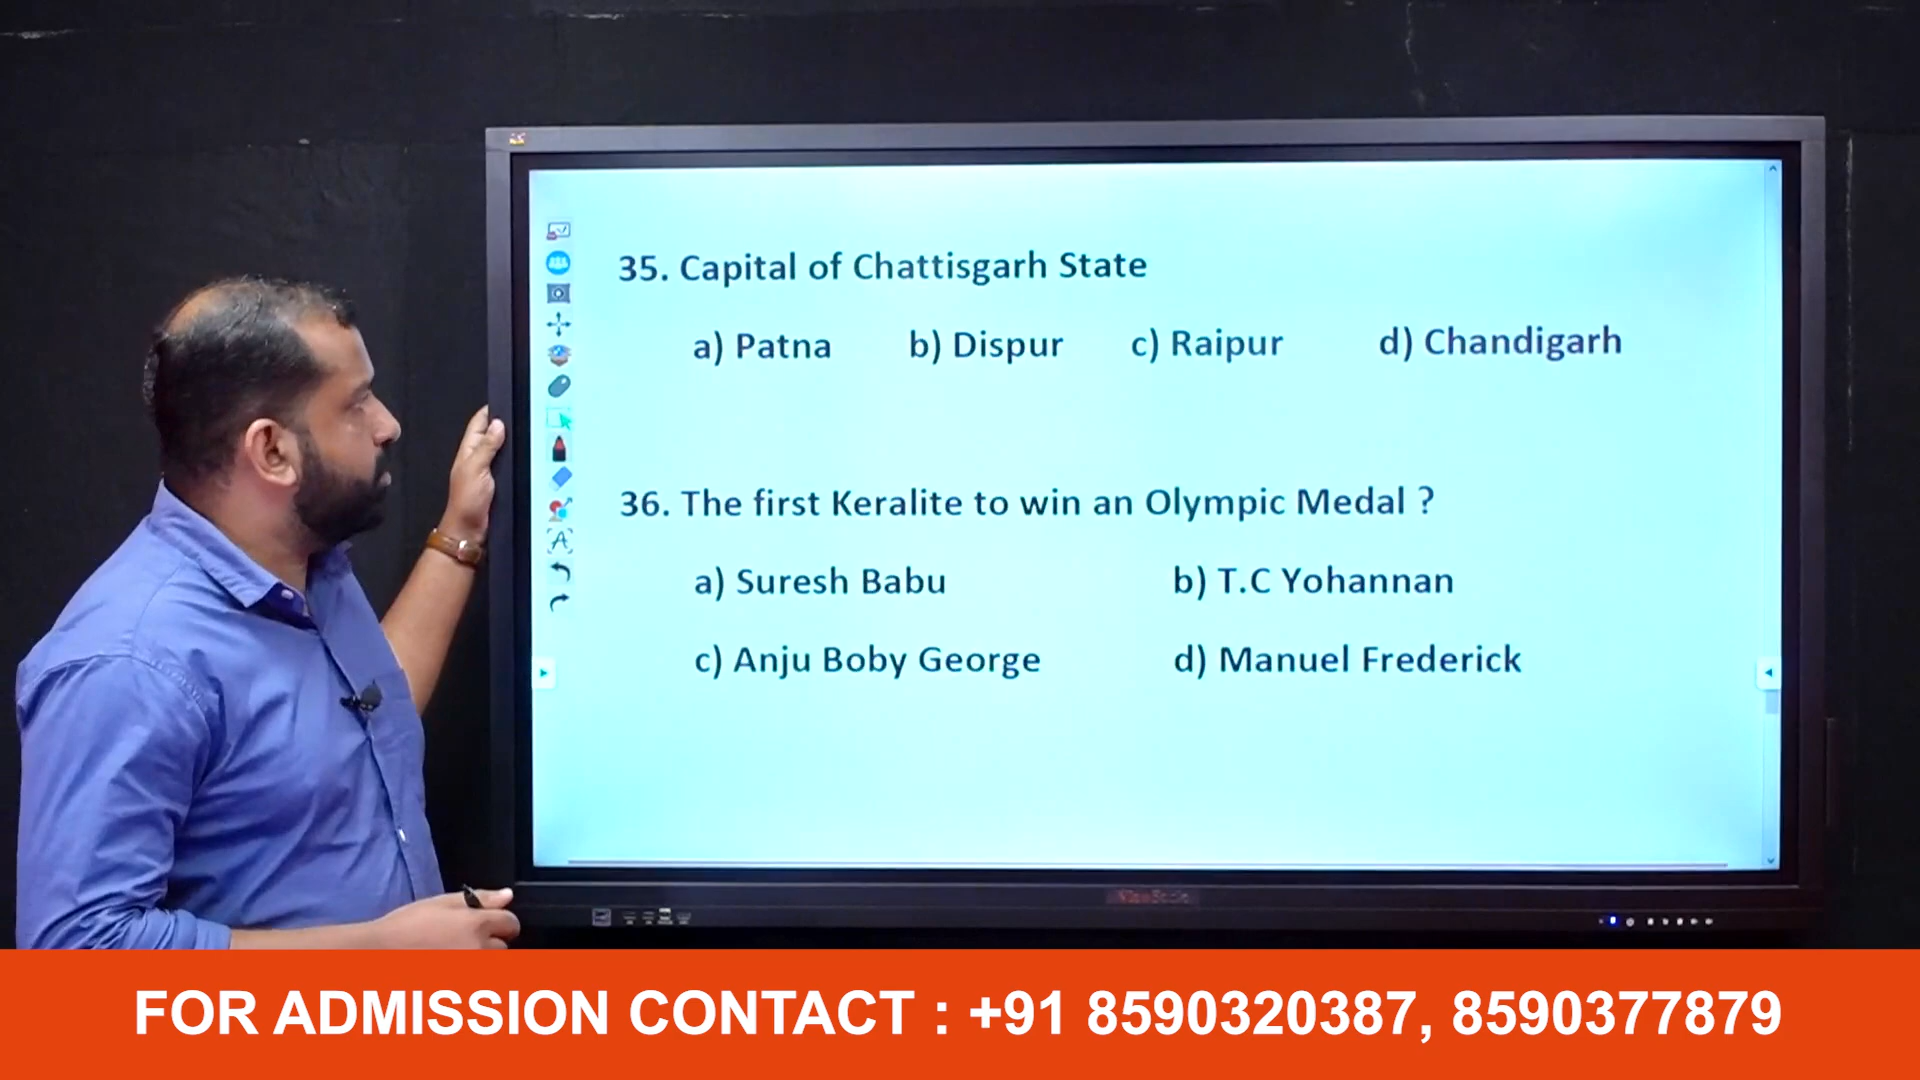 35. Capital of Chattisgarh State
a) Patna b) Dispur c) Raipur d) Chandigarh
36. The first Keralite to win an Olympic Medal ?
a) Suresh Babu b) T.C Yohannan
c) Anju Boby George d) Manuel Frederick
ViewSonic
FOR ADMISSION CONTACT : +91 8590320387, 8590377879